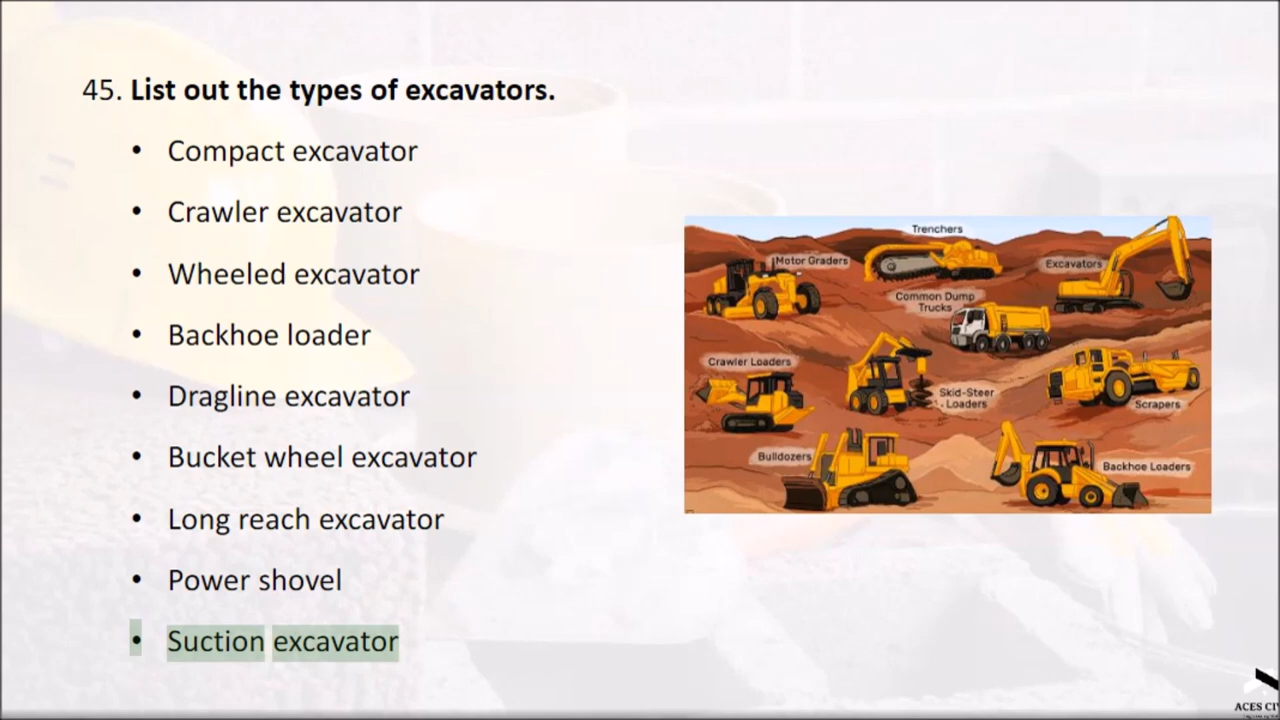 45. List out the types of excavators.
• Compact excavator
• Crawler excavator
• Wheeled excavator
• Backhoe loader
• Dragline excavator
• Bucket wheel excavator
• Long reach excavator
• Power shovel
• Suction excavator
Trenchers
Motor Graders
Excavators
Common Dump
Trucks
Crawler Loaders
Skid-Steer
Loaders
Scrapers
Bulldozers
Backhoe Loaders
ACES CI